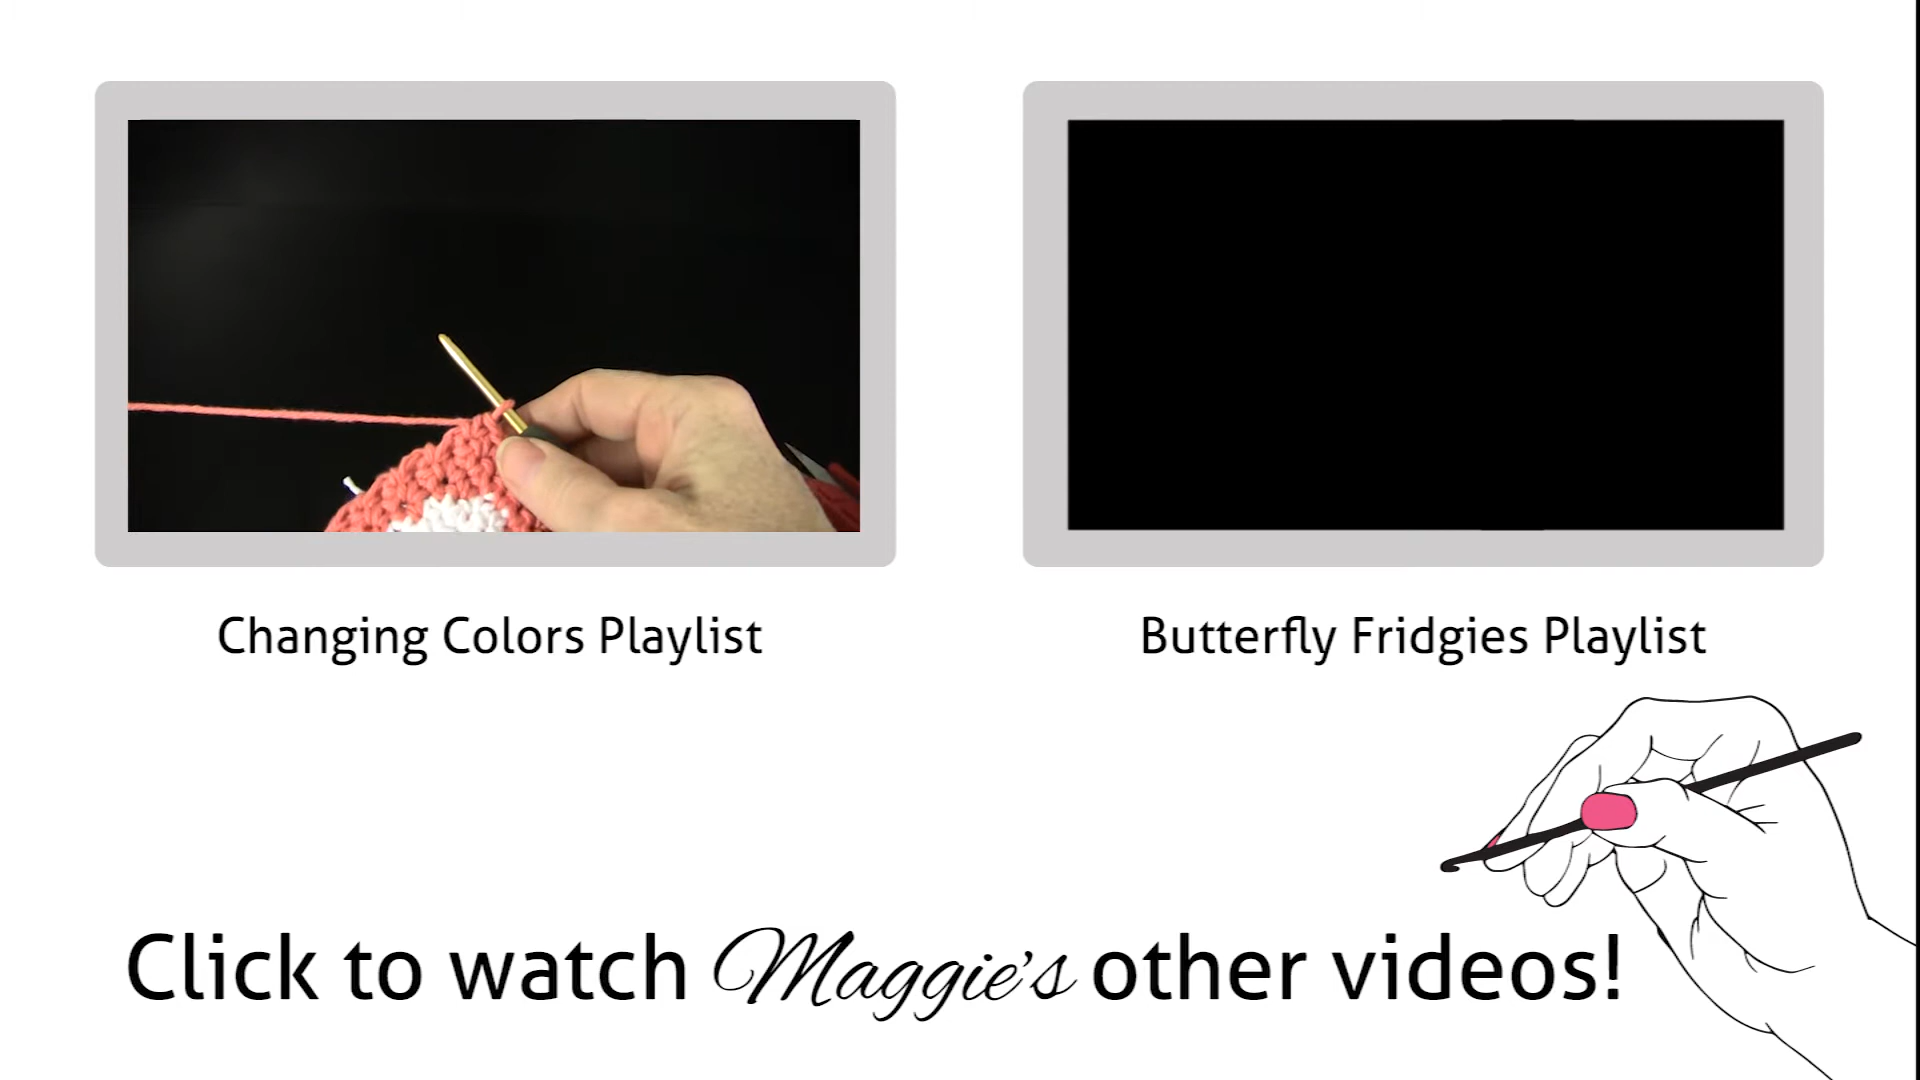 Changing Colors Playlist
Butterfly Fridgies Playlist
Click to watch Maggie's other videos!